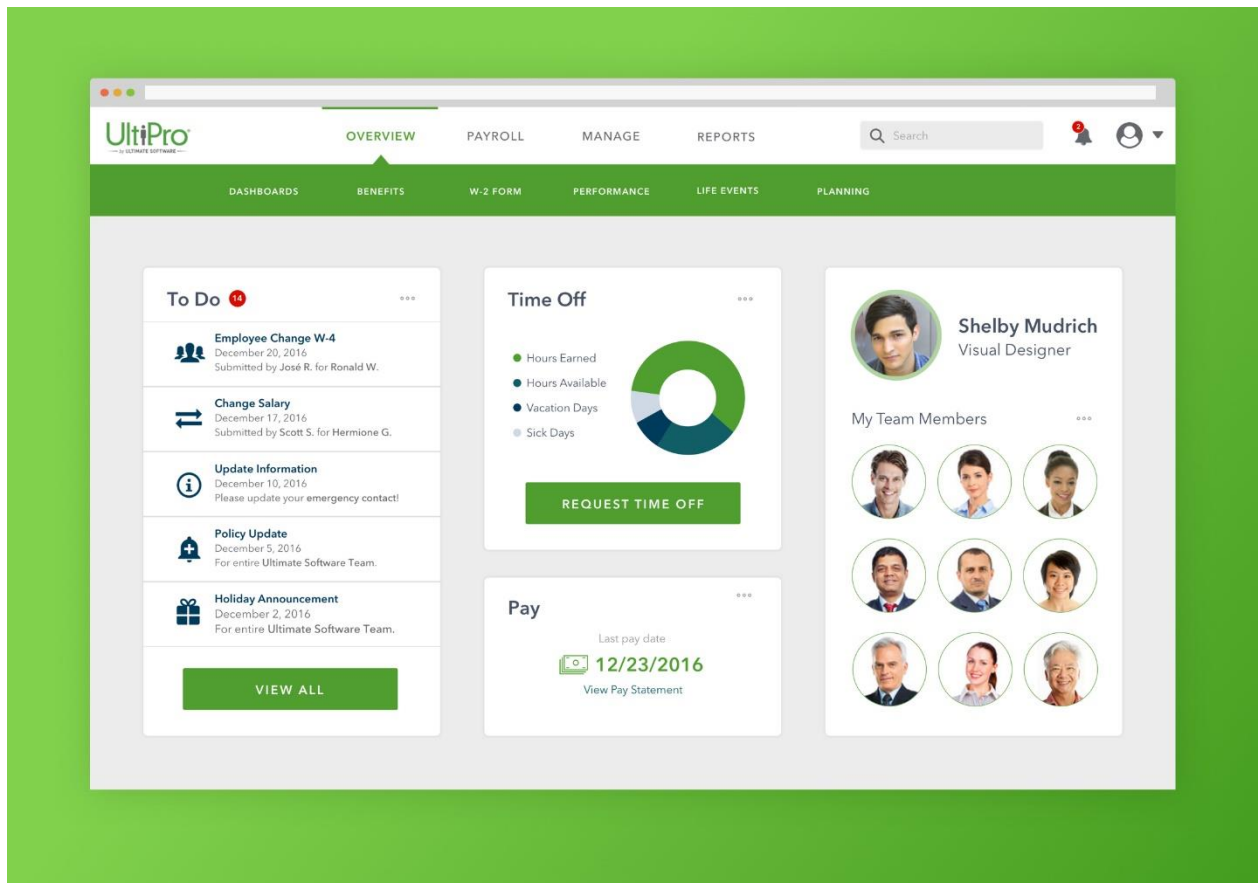 UltiPro
by ULTIMATE SOFTWARE
OVERVIEW
PAYROLL
MANAGE
REPORTS
Search
2
DASHBOARDS
BENEFITS
W-2 FORM
PERFORMANCE
LIFE EVENTS
PLANNING
To Do 14
Employee Change W-4
December 20, 2016
Submitted by José R. for Ronald W.
Change Salary
December 17, 2016
Submitted by Scott S. for Hermione G.
Update Information
December 10, 2016
Please update your emergency contact!
Policy Update
December 5, 2016
For entire Ultimate Software Team.
Holiday Announcement
December 2, 2016
For entire Ultimate Software Team.
VIEW ALL
Time Off
Hours Earned
Hours Available
Vacation Days
Sick Days
REQUEST TIME OFF
Pay
Last pay date
12/23/2016
View Pay Statement
Shelby Mudrich
Visual Designer
My Team Members